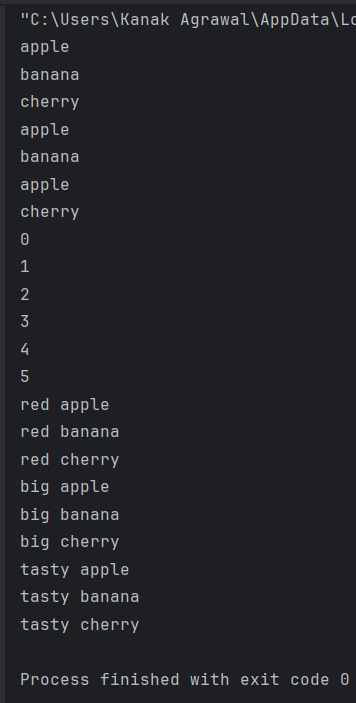 "C:\Users\Kanak Agrawal\AppData\Lo
apple
banana
cherry
apple
banana
apple
cherry
0
1
2
3
4
5
red apple
red banana
red cherry
big apple
big banana
big cherry
tasty apple
tasty banana
tasty cherry
Process finished with exit code 0